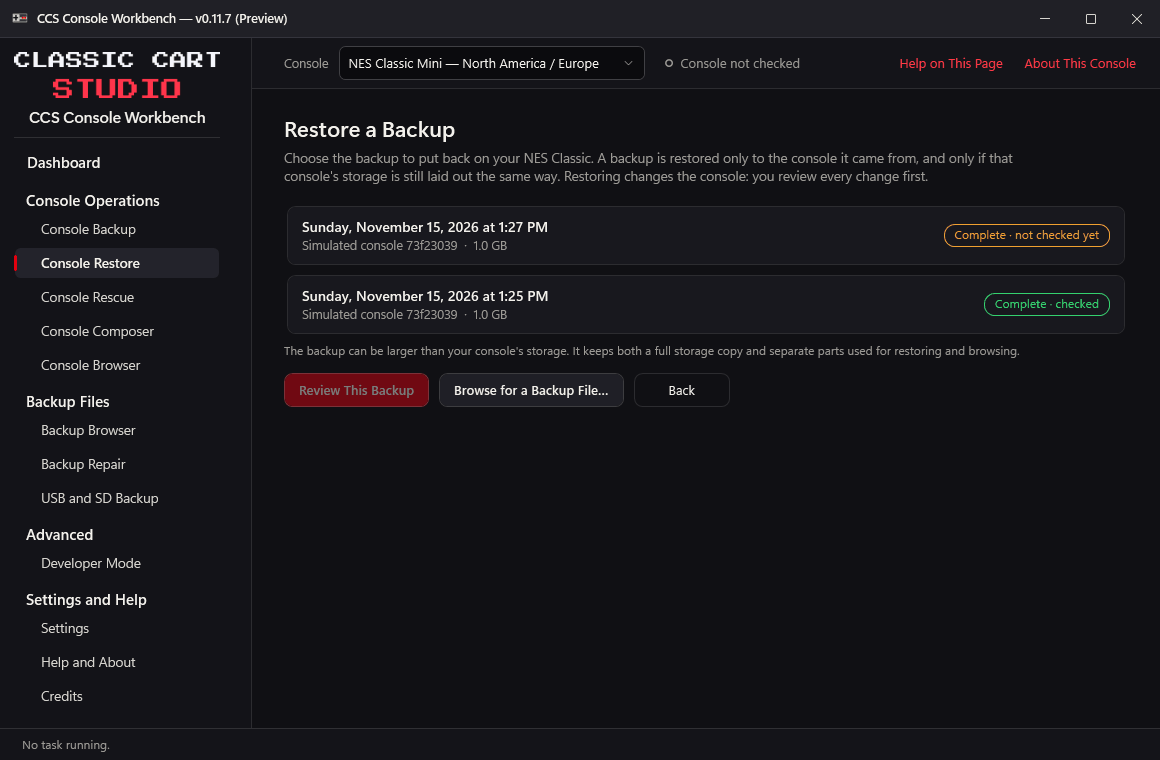 CCS Console Workbench — v0.11.7 (Preview)
CLASSIC CART
STUDIO
CCS Console Workbench
Dashboard
Console Operations
Console Backup
Console Restore
Console Rescue
Console Composer
Console Browser
Backup Files
Backup Browser
Backup Repair
USB and SD Backup
Advanced
Developer Mode
Settings and Help
Settings
Help and About
Credits
Console
NES Classic Mini — North America / Europe
Console not checked
Help on This Page
About This Console
Restore a Backup
Choose the backup to put back on your NES Classic. A backup is restored only to the console it came from, and only if that
console's storage is still laid out the same way. Restoring changes the console: you review every change first.
Sunday, November 15, 2026 at 1:27 PM
Simulated console 73f23039 · 1.0 GB
Complete · not checked yet
Sunday, November 15, 2026 at 1:25 PM
Simulated console 73f23039 · 1.0 GB
Complete · checked
The backup can be larger than your console's storage. It keeps both a full storage copy and separate parts used for restoring and browsing.
Review This Backup
Browse for a Backup File...
Back
No task running.